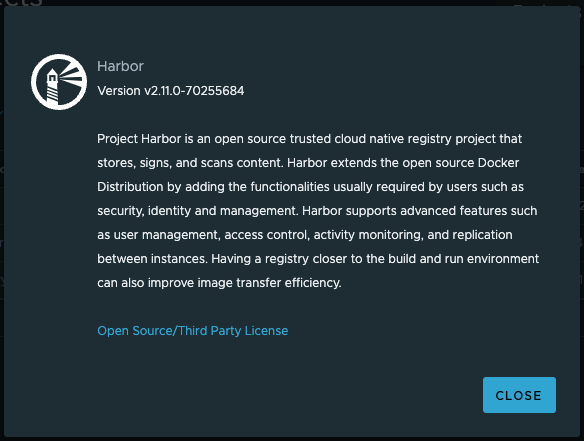 Harbor
Version v2.11.0-70255684
Project Harbor is an open source trusted cloud native registry project that
stores, signs, and scans content. Harbor extends the open source Docker
Distribution by adding the functionalities usually required by users such as
security, identity and management. Harbor supports advanced features such
as user management, access control, activity monitoring, and replication
between instances. Having a registry closer to the build and run environment
can also improve image transfer efficiency.
Open Source/Third Party License
CLOSE